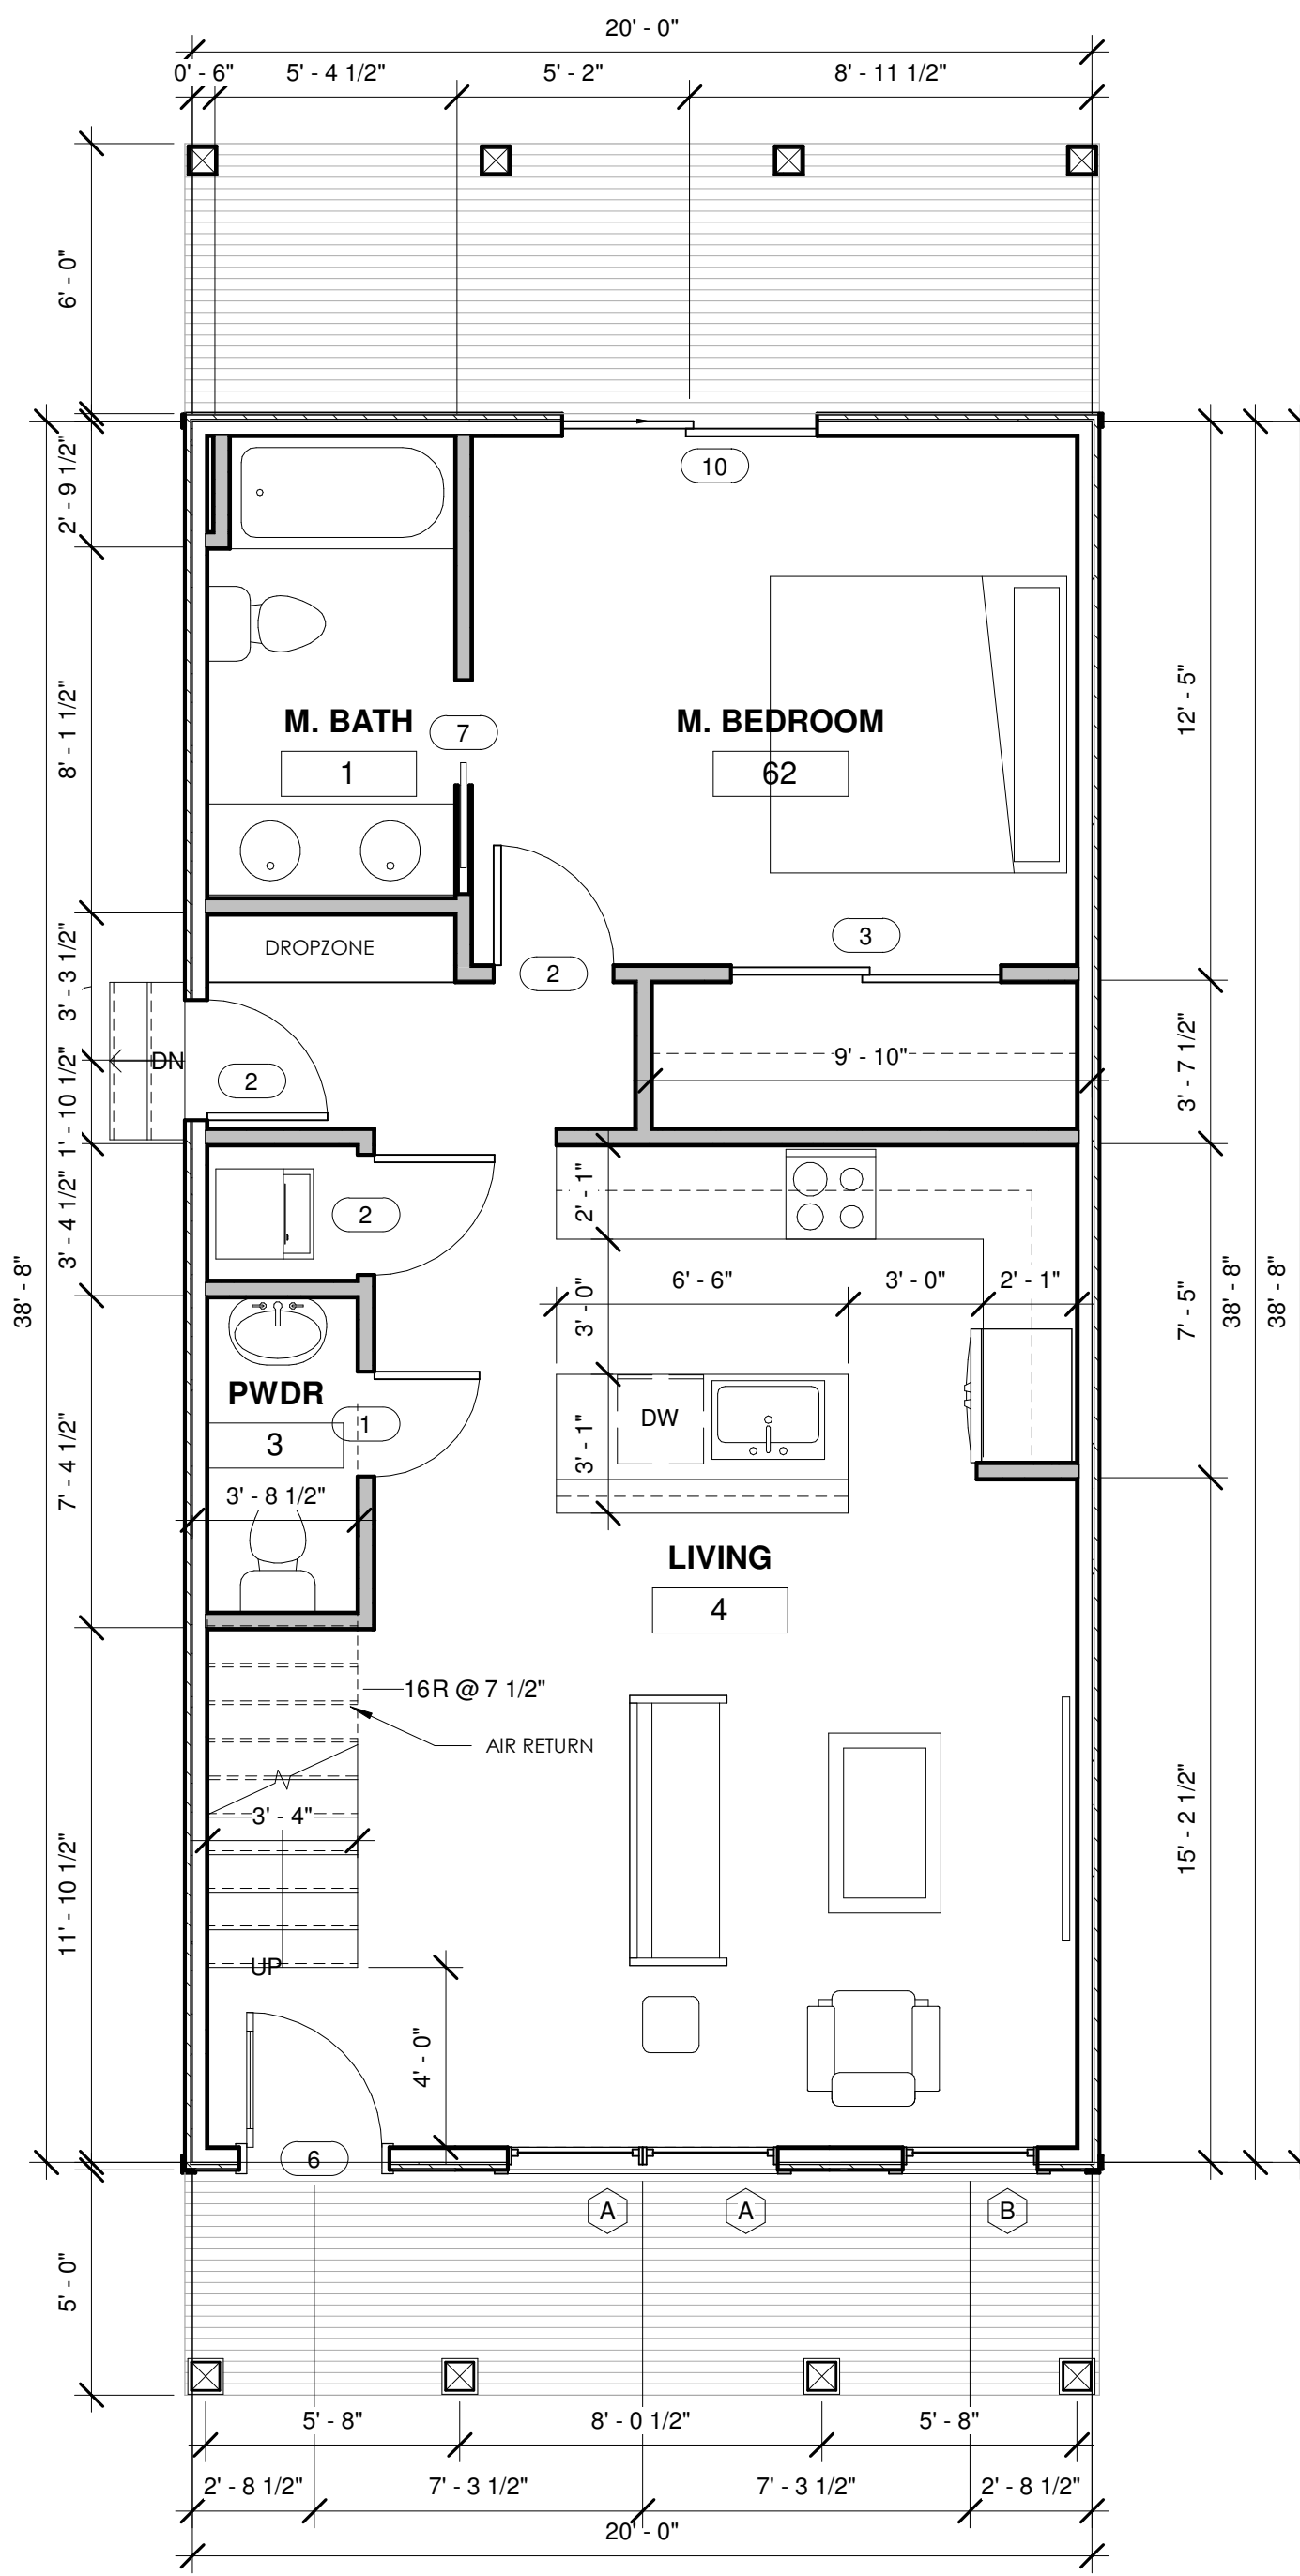 20' - 0"
0' - 6"
5' - 4 1/2"
5' - 2"
8' - 11 1/2"
6' - 0"
2' - 9 1/2"
10
8' - 1 1/2"
M. BATH
1
7
M. BEDROOM
62
12' - 5"
DROPZONE
3
2
3' - 3 1/2"
DN
2
1' - 10 1/2"
9' - 10"
3' - 7 1/2"
3' - 4 1/2"
2
2' - 1"
38' - 8"
6' - 6"
3' - 0"
2' - 1"
3' - 0"
7' - 5"
38' - 8"
38' - 8"
PWDR
3
1
DW
3' - 1"
7' - 4 1/2"
3' - 8 1/2"
LIVING
4
16R @ 7 1/2"
AIR RETURN
3' - 4"
15' - 2 1/2"
11' - 10 1/2"
UP
4' - 0"
6
A
A
B
5' - 0"
5' - 8"
8' - 0 1/2"
5' - 8"
2' - 8 1/2"
7' - 3 1/2"
7' - 3 1/2"
2' - 8 1/2"
20' - 0"